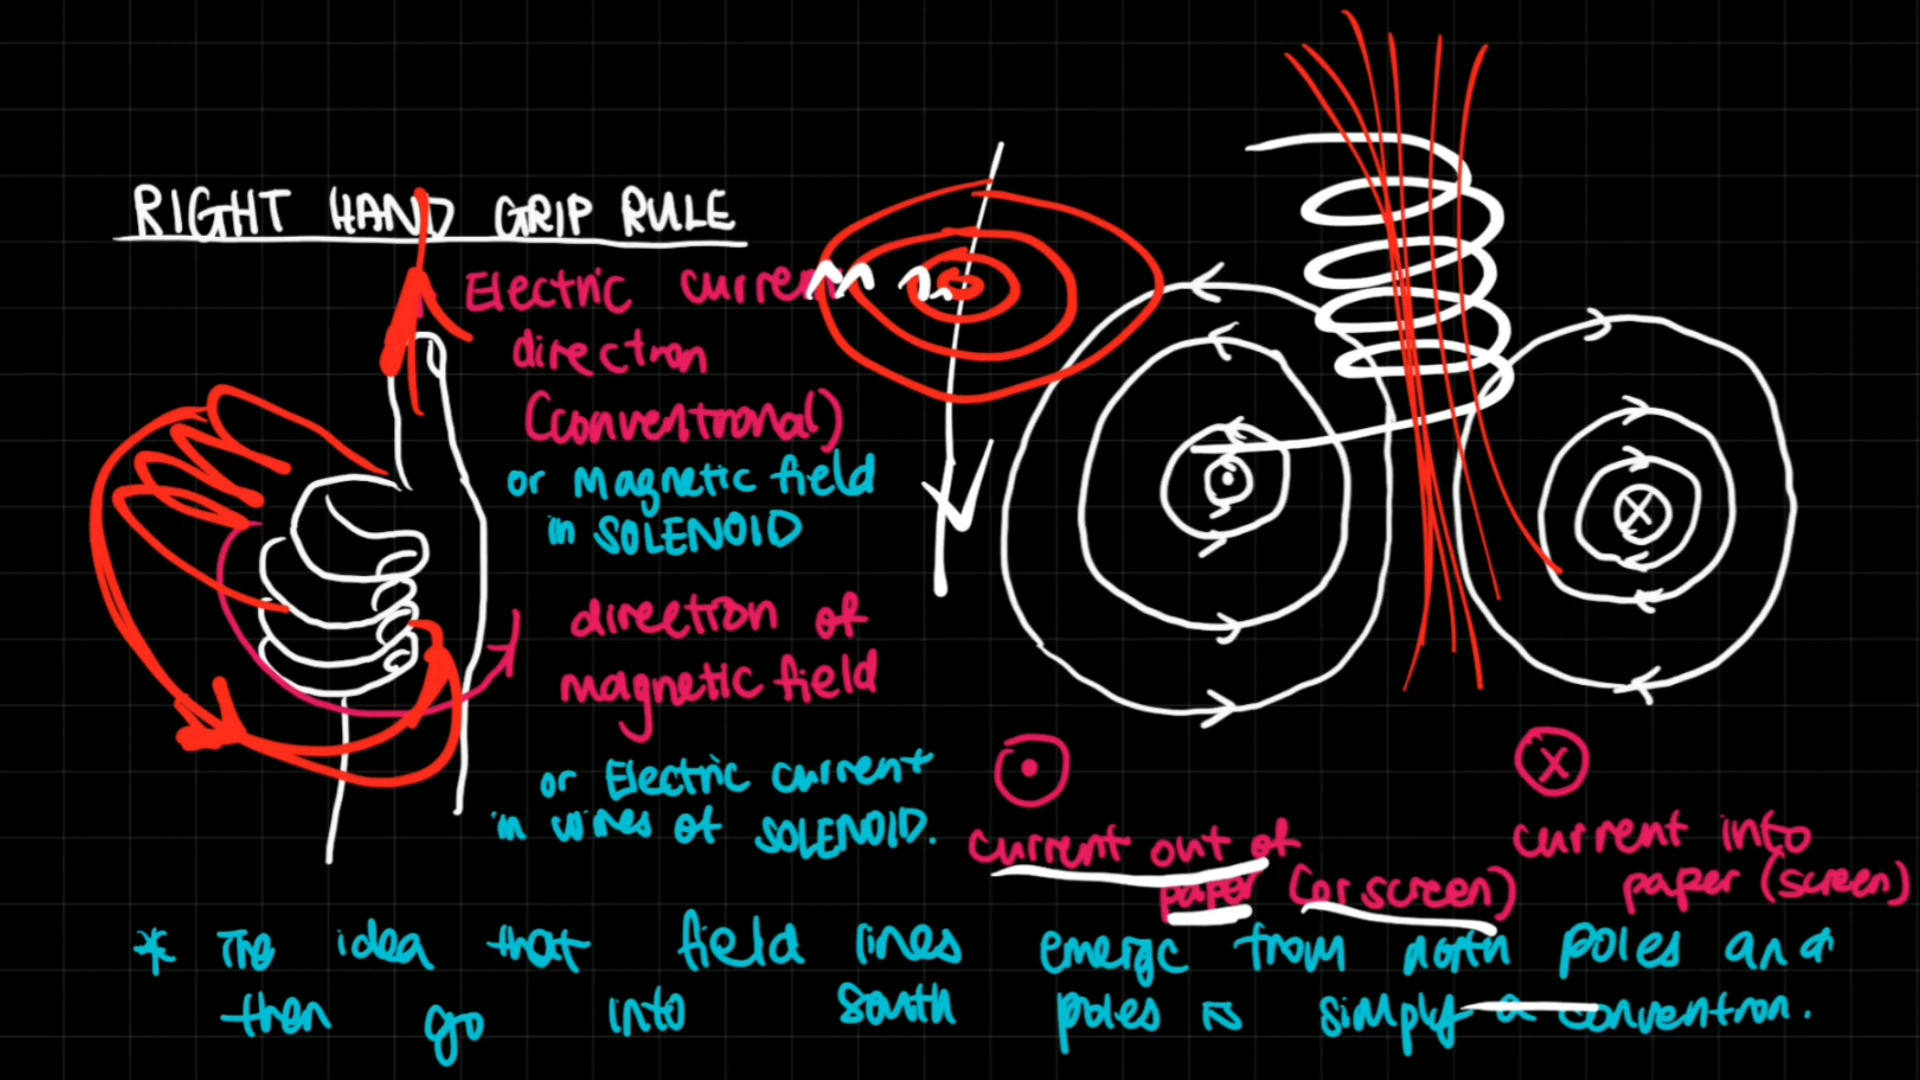 RIGHT HAND GRIP RULE
Electric current
direction
(conventional)
or magnetic field
in SOLENOID
direction of
magnetic field
or Electric current
in wires of SOLENOID.
current out of
paper (or screen)
current into
paper (screen)
* The idea that field lines emerge from north poles and
then go into south poles is simply a convention.